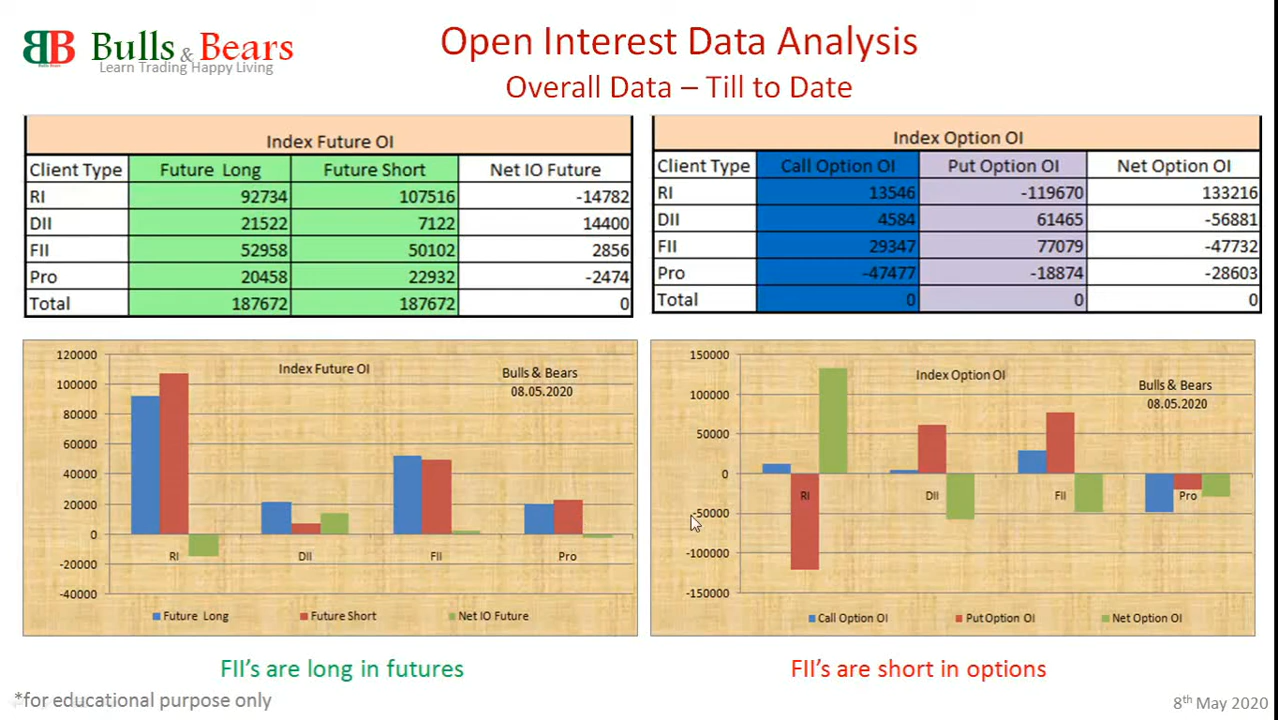 BB Bulls & Bears
Learn Trading Happy Living
Open Interest Data Analysis
Overall Data – Till to Date
Index Future OI
Client Type Future Long Future Short Net IO Future
RI 92734 107516 -14782
DII 21522 7122 14400
FII 52958 50102 2856
Pro 20458 22932 -2474
Total 187672 187672 0
Index Option OI
Client Type Call Option OI Put Option OI Net Option OI
RI 13546 -119670 133216
DII 4584 61465 -56881
FII 29347 77079 -47732
Pro -47477 -18874 -28603
Total 0 0 0
Index Future OI
Bulls & Bears
08.05.2020
120000
100000
80000
60000
40000
20000
0
-20000
-40000
RI DII FII Pro
Future Long Future Short Net IO Future
Index Option OI
Bulls & Bears
08.05.2020
150000
100000
50000
0
-50000
-100000
-150000
RI DII FII Pro
Call Option OI Put Option OI Net Option OI
FII's are long in futures
FII's are short in options
*for educational purpose only
8th May 2020